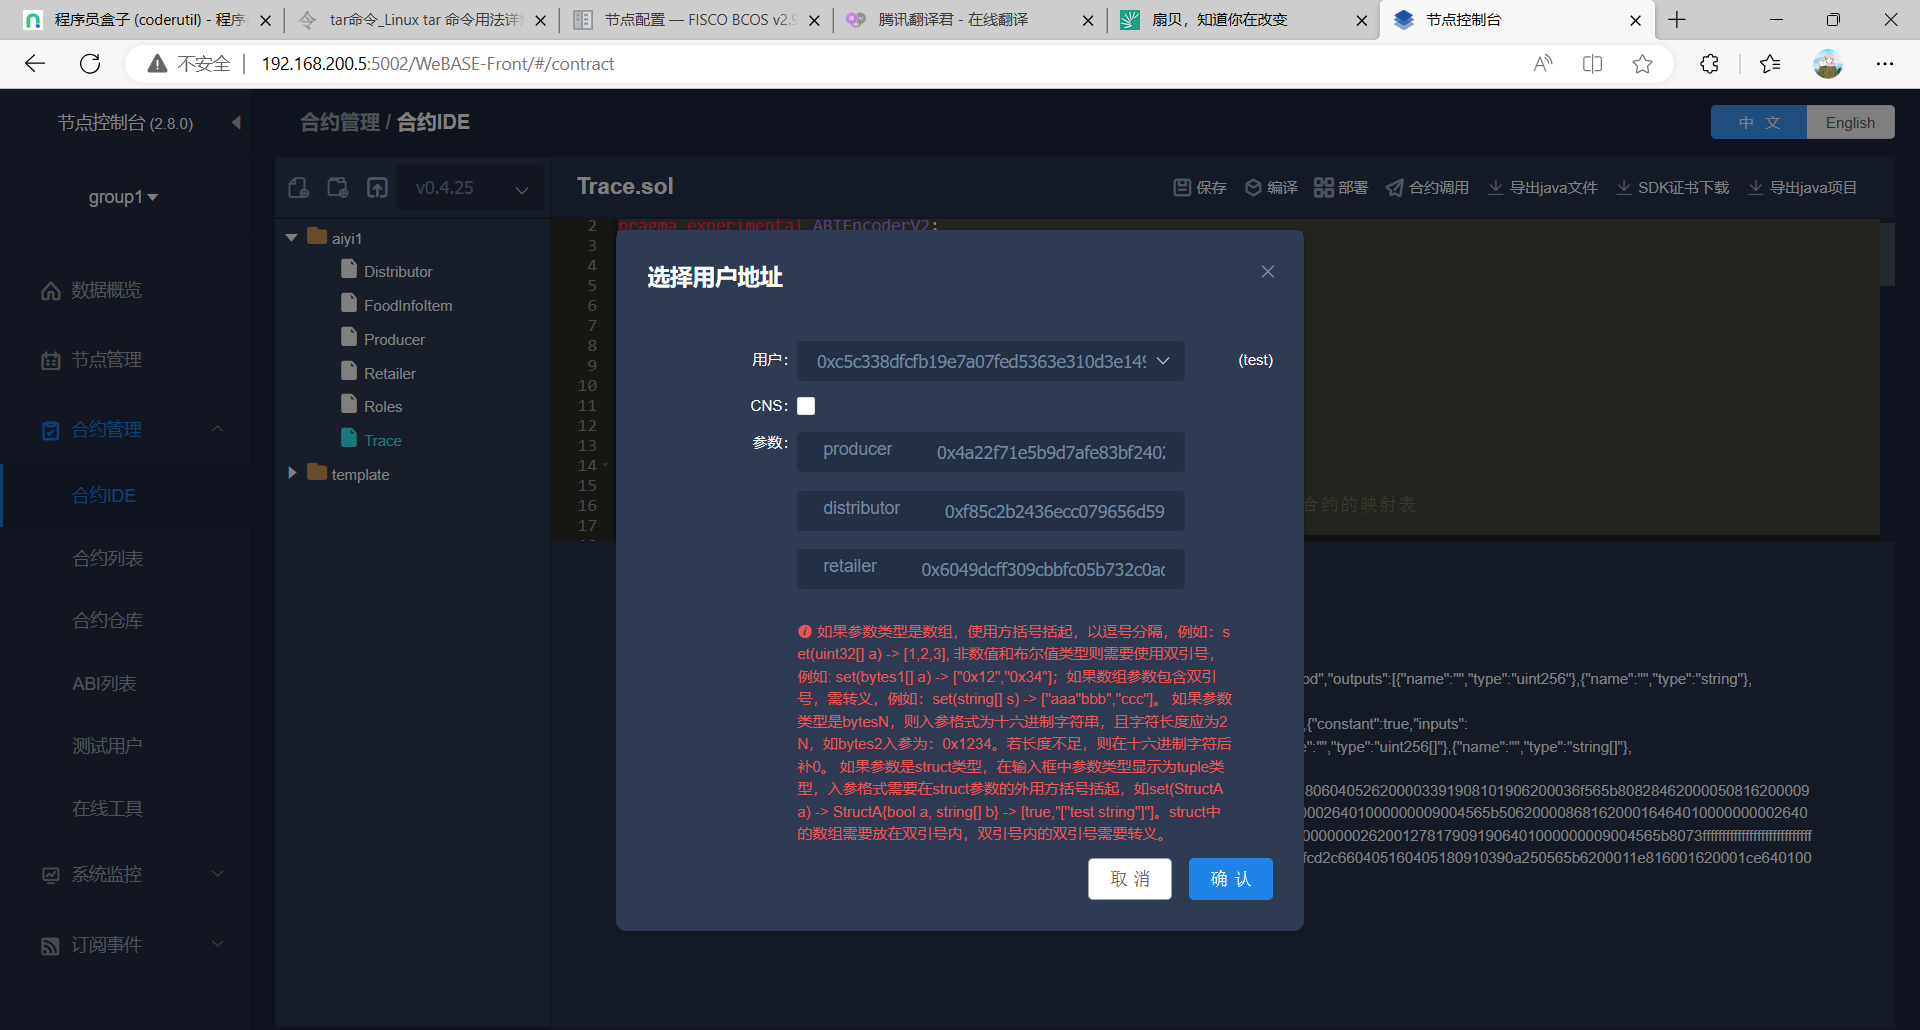 程序员盒子 (coderutil) - 程序
tar命令_Linux tar 命令用法详
节点配置 — FISCO BCOS v2.9
腾讯翻译君 - 在线翻译
扇贝，知道你在改变
节点控制台
不安全
192.168.200.5:5002/WeBASE-Front/#/contract
节点控制台 (2.8.0)
合约管理 / 合约IDE
中 文
English
group1
v0.4.25
Trace.sol
保存
编译
部署
合约调用
导出java文件
SDK证书下载
导出java项目
数据概览
节点管理
合约管理
合约IDE
合约列表
合约仓库
ABI列表
测试用户
在线工具
系统监控
订阅事件
aiyi1
Distributor
FoodInfoItem
Producer
Retailer
Roles
Trace
template
2
pragma experimental ABIEncoderV2;
3
4
5
6
7
8
9
10
11
12
13
14
15
16
合约的映射表
17
选择用户地址
用户：
0xc5c338dfcfb19e7a07fed5363e310d3e149
(test)
CNS：
参数：
producer
0x4a22f71e5b9d7afe83bf2402
distributor
0xf85c2b2436ecc079656d59
retailer
0x6049dcff309cbbfc05b732c0ac
如果参数类型是数组，使用方括号括起，以逗号分隔，例如：s
et(uint32[] a) -> [1,2,3], 非数值和布尔值类型则需要使用双引号，
例如: set(bytes1[] a) -> ["0x12","0x34"]；如果数组参数包含双引
号，需转义，例如：set(string[] s) -> ["aaa"bbb","ccc"]。 如果参数
类型是bytesN，则入参格式为十六进制字符串，且字符长度应为2
N，如bytes2入参为：0x1234。若长度不足，则在十六进制字符后
补0。 如果参数是struct类型，在输入框中参数类型显示为tuple类
型，入参格式需要在struct参数的外用方括号括起，如set(StructA
a) -> StructA{bool a, string[] b} -> [true,"["test string"]"]。struct中
的数组需要放在双引号内，双引号内的双引号需要转义。
取 消
确 认
od","outputs":[{"name":"","type":"uint256"},{"name":"","type":"string"},
,{"constant":true,"inputs":
":"","type":"uint256[]"},{"name":"","type":"string[]"},